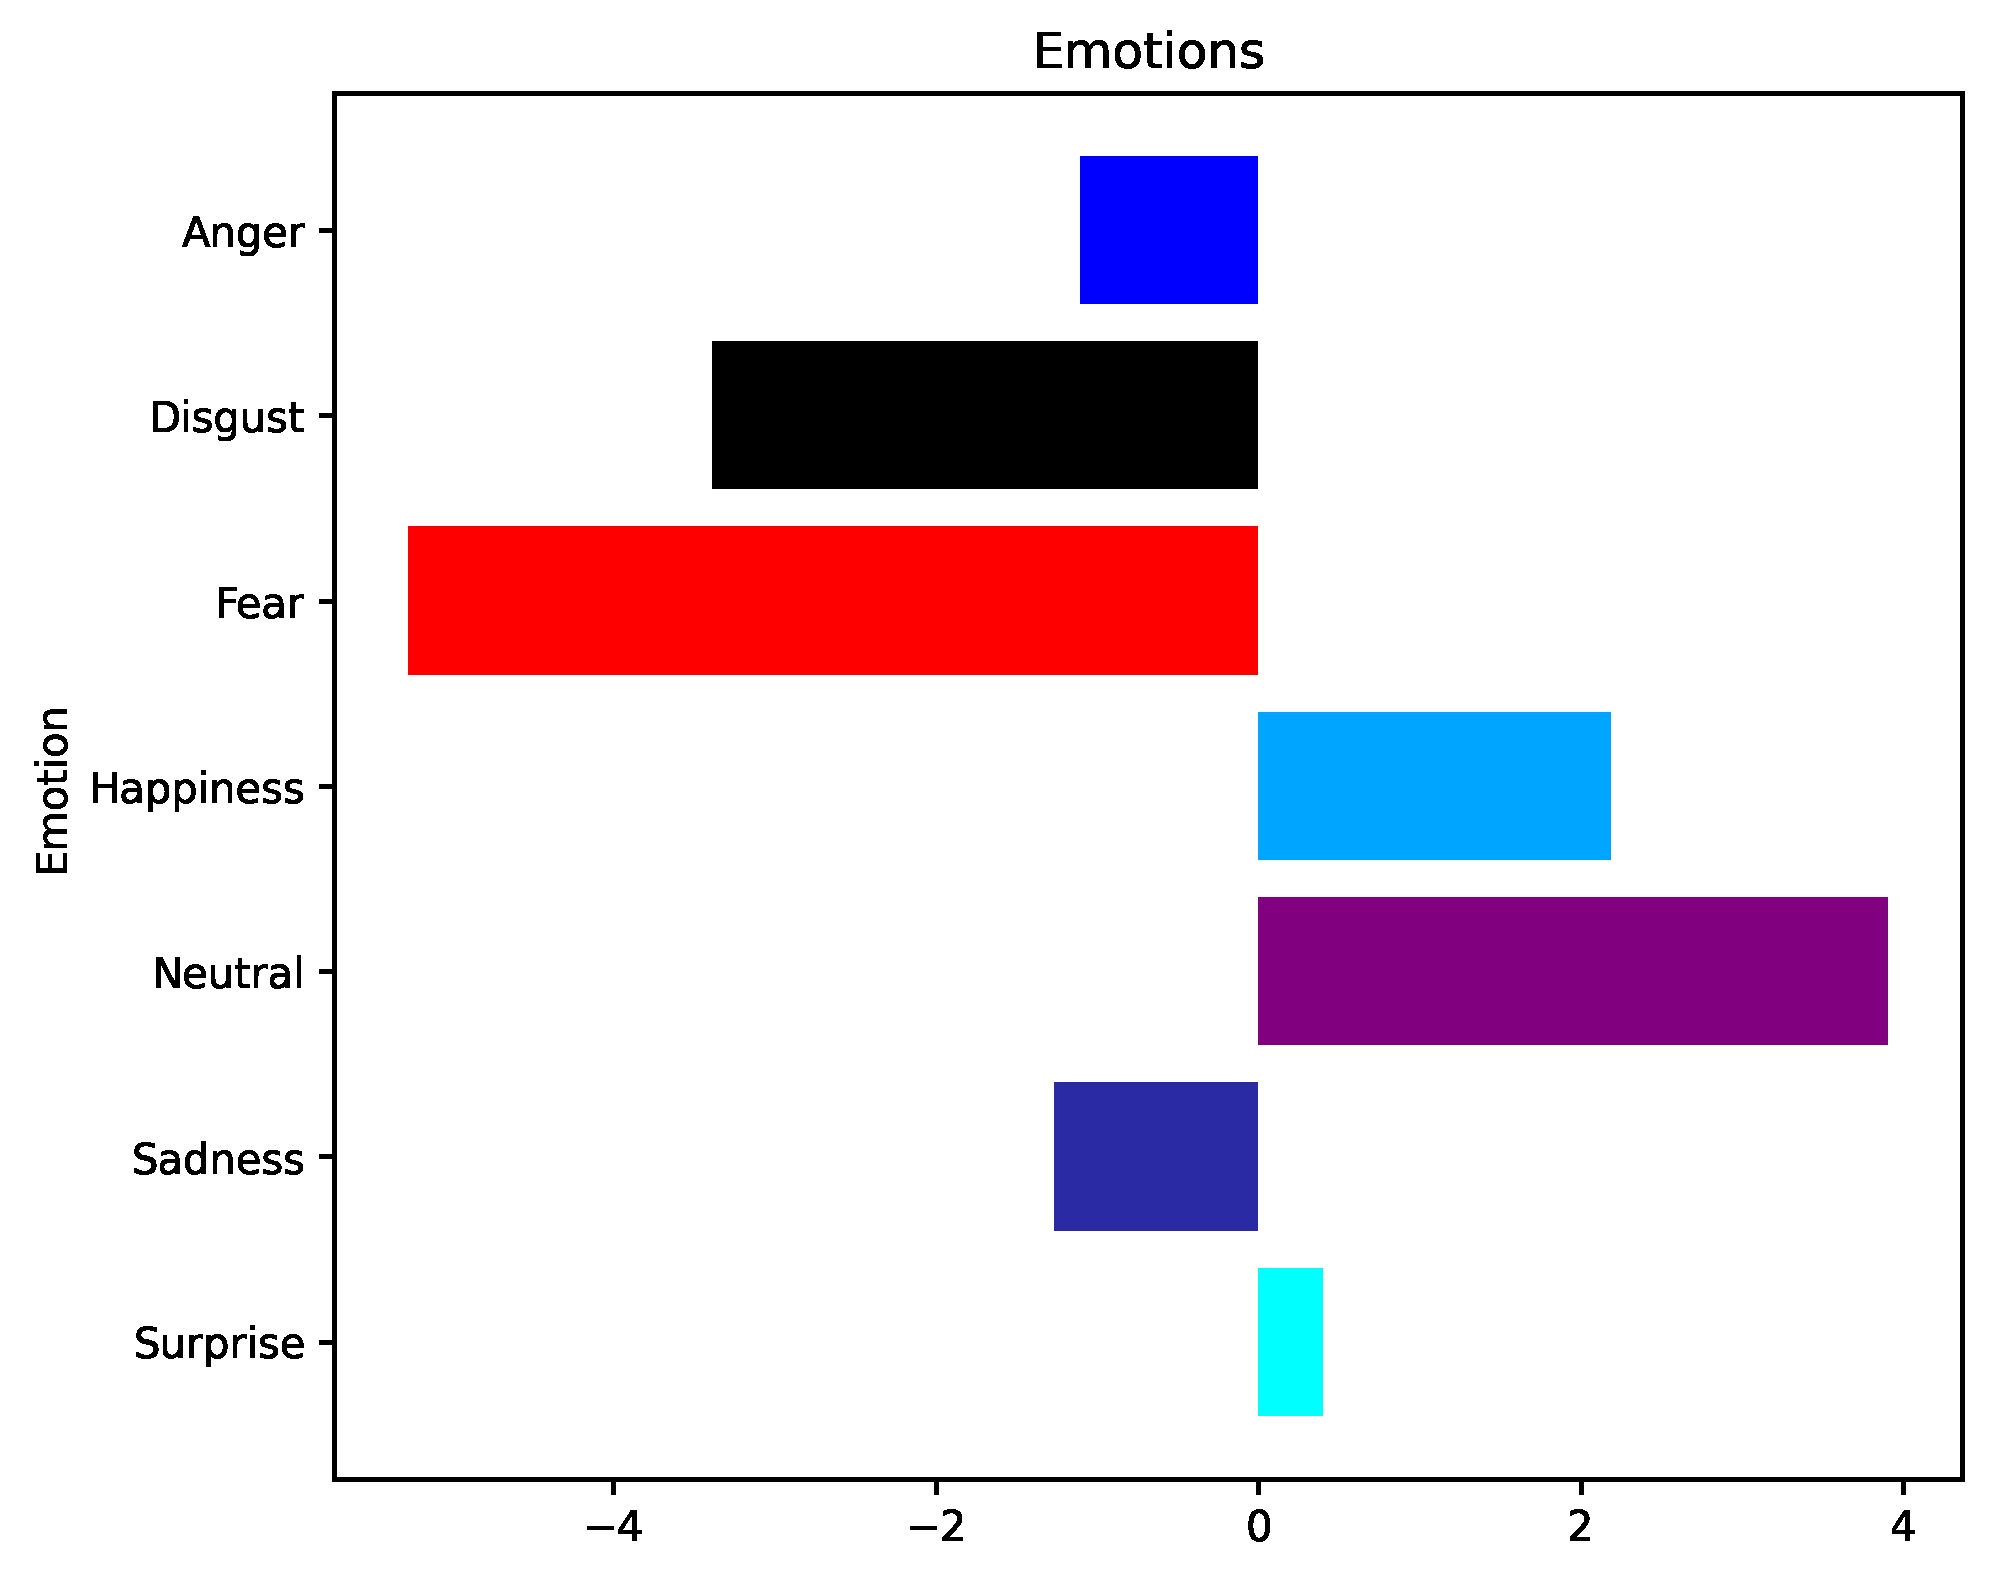 Emotions
Anger
Disgust
Fear
Happiness
Neutral
Sadness
Surprise
Emotion
−4 −2 0 2 4